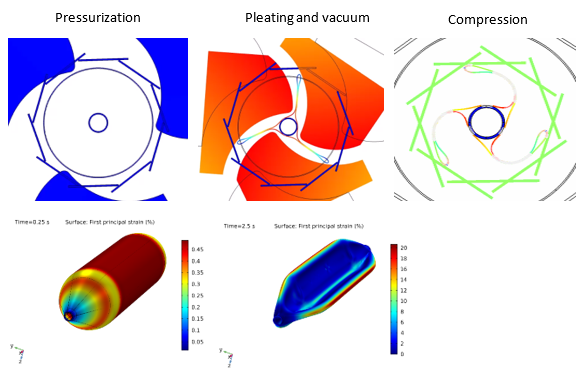 Pressurization
Pleating and vacuum
Compression
Time=0.25 s Surface: First principal strain (%)
0.45
0.4
0.35
0.3
0.25
0.2
0.15
0.1
0.05
y
Time=2.5 s Surface: First principal strain (%)
20
18
16
14
12
10
8
6
4
2
0
y